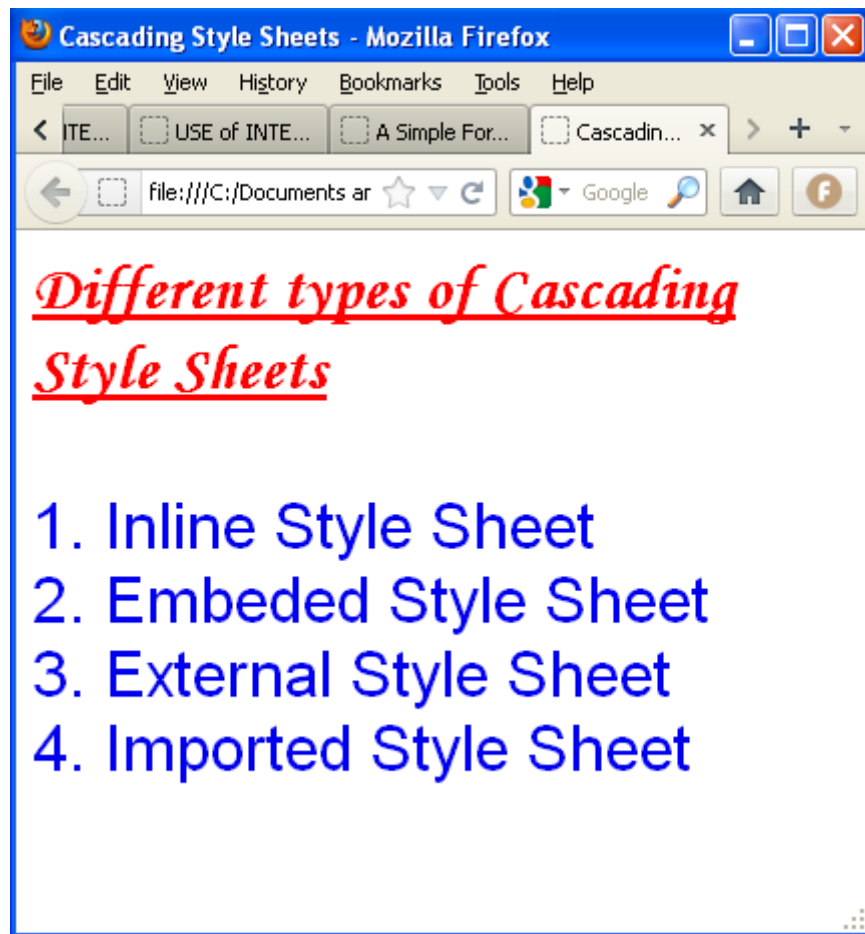 Cascading Style Sheets - Mozilla Firefox
File Edit View History Bookmarks Tools Help
ITE... USE of INTE... A Simple For... Cascadin...
file:///C:/Documents ar Google
Different types of Cascading
Style Sheets
1. Inline Style Sheet
2. Embeded Style Sheet
3. External Style Sheet
4. Imported Style Sheet